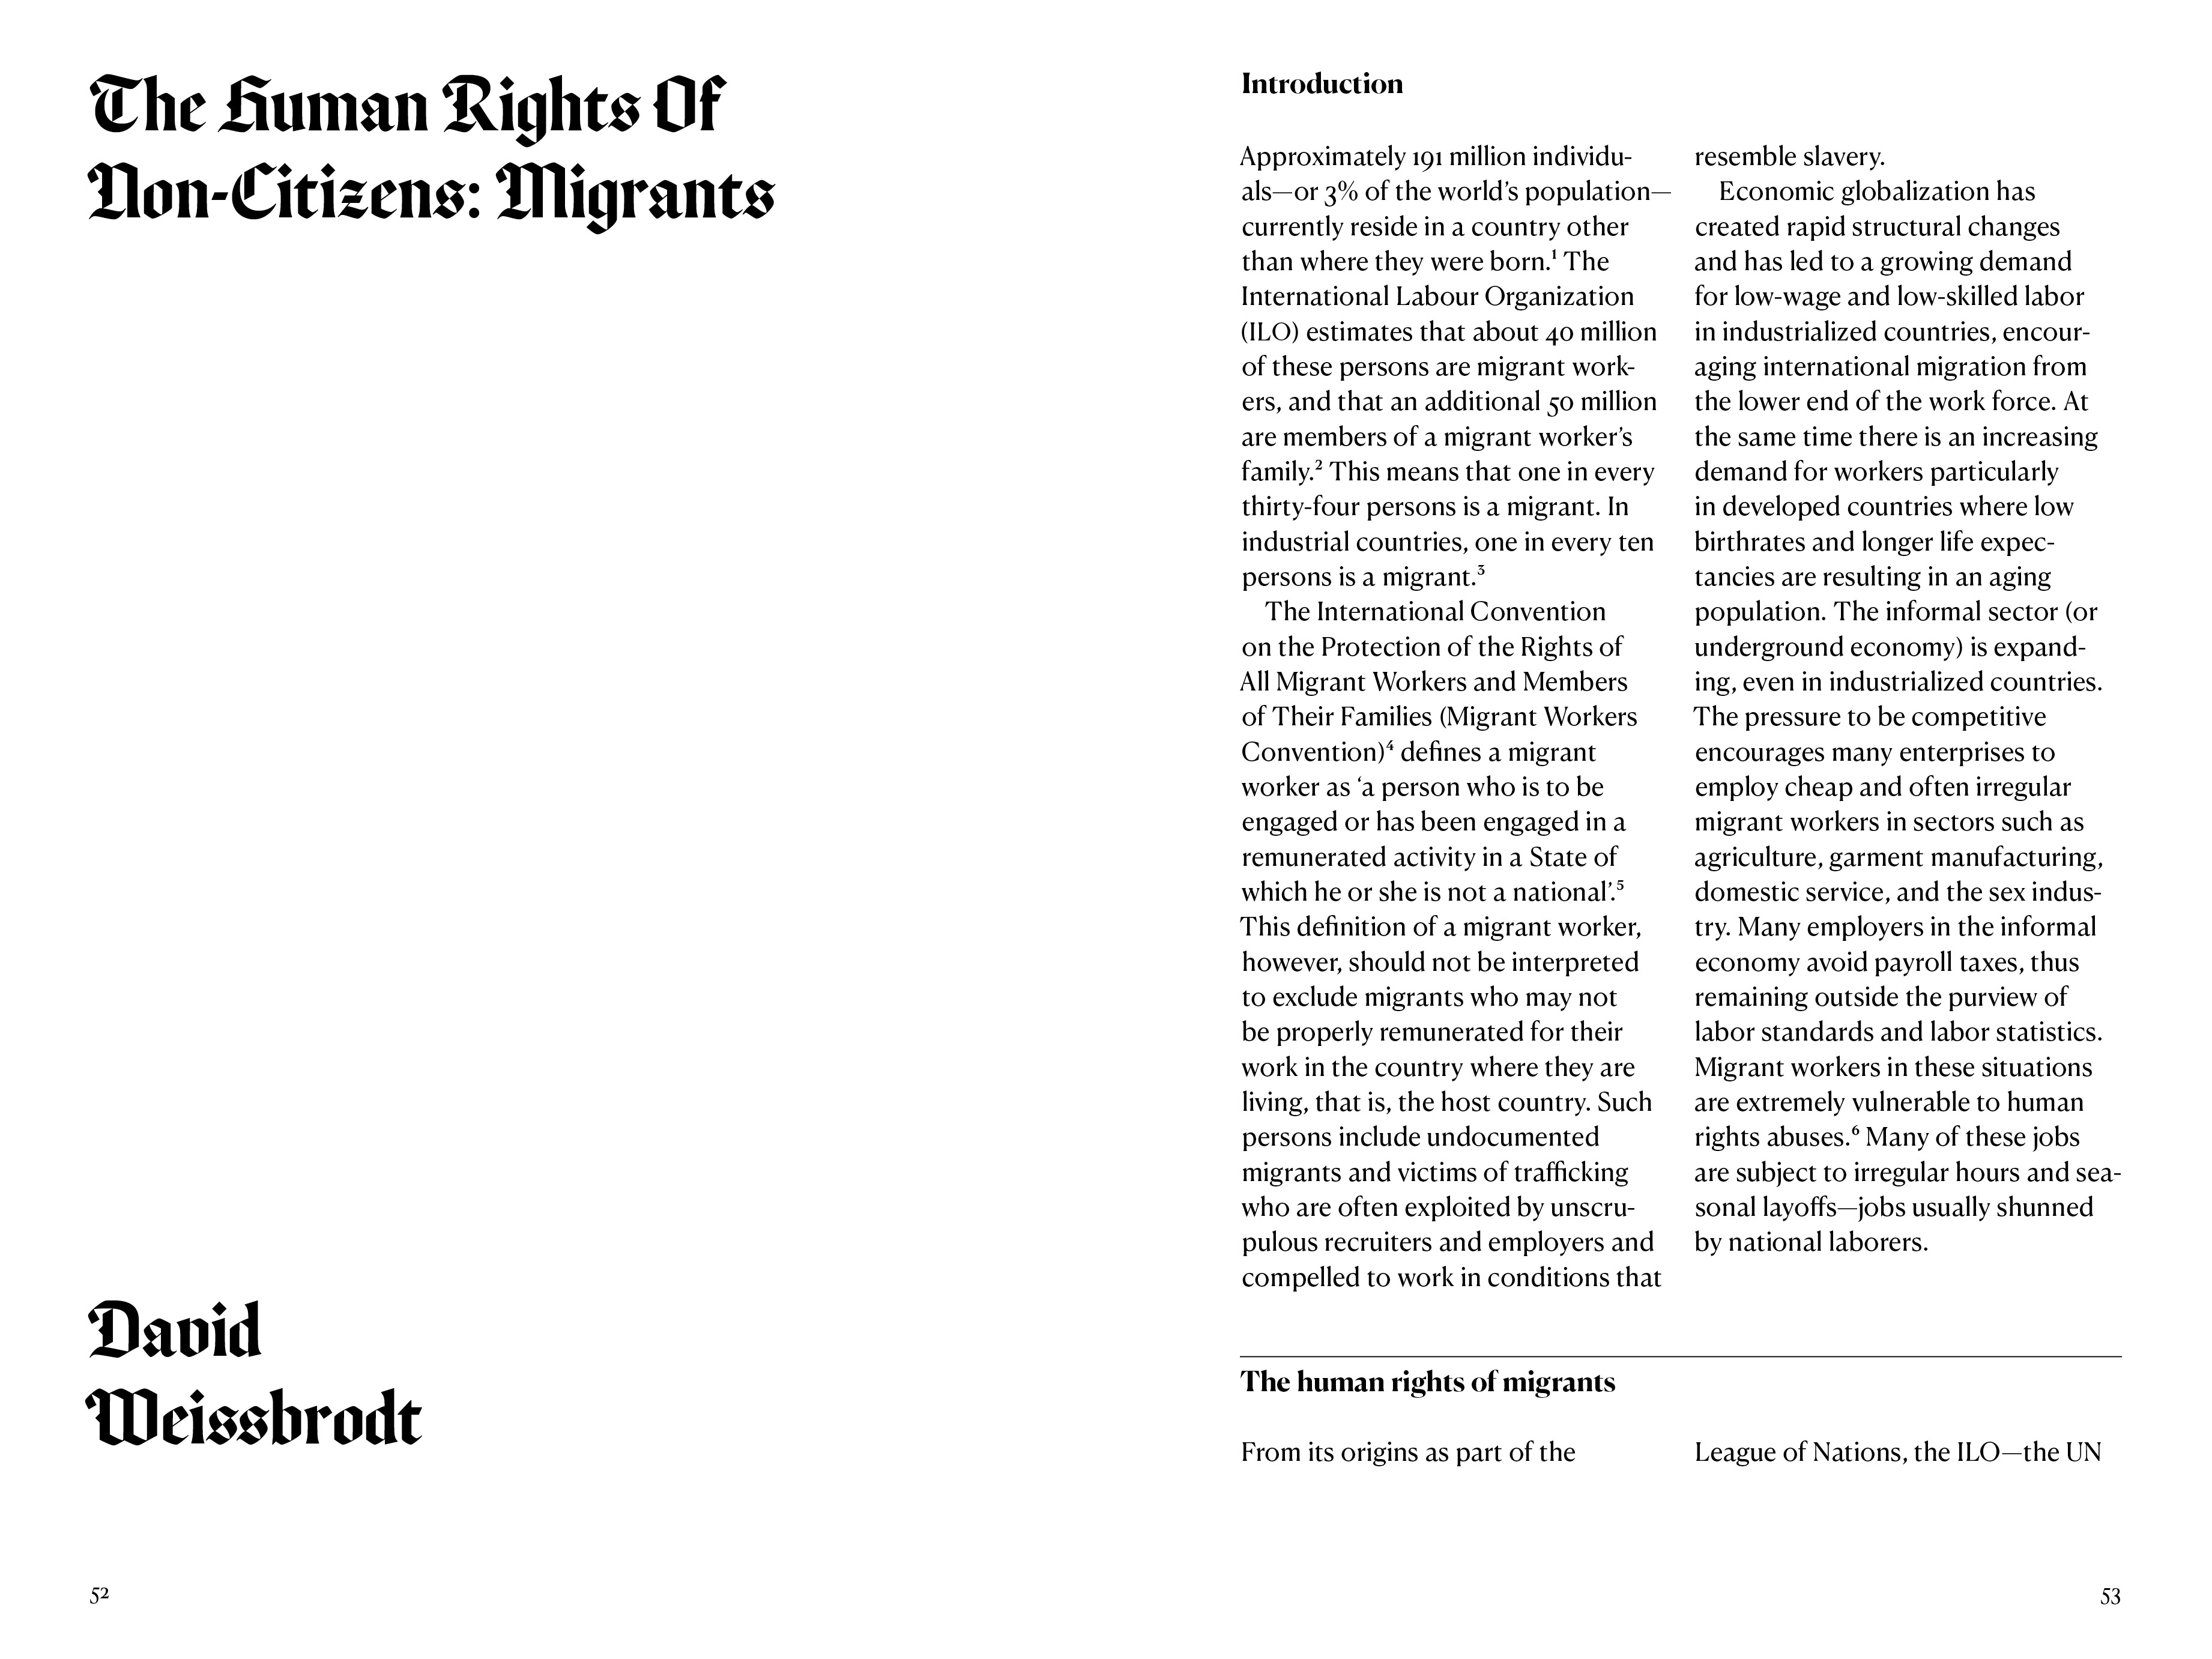 The Human Rights Of
Non-Citizens: Migrants
David
Weissbrodt
52
Introduction
Approximately 191 million individu-
als—or 3% of the world’s population—
currently reside in a country other
than where they were born.¹ The
International Labour Organization
(ILO) estimates that about 40 million
of these persons are migrant work-
ers, and that an additional 50 million
are members of a migrant worker’s
family.² This means that one in every
thirty-four persons is a migrant. In
industrial countries, one in every ten
persons is a migrant.³
The International Convention
on the Protection of the Rights of
All Migrant Workers and Members
of Their Families (Migrant Workers
Convention)⁴ defines a migrant
worker as ‘a person who is to be
engaged or has been engaged in a
remunerated activity in a State of
which he or she is not a national’.⁵
This definition of a migrant worker,
however, should not be interpreted
to exclude migrants who may not
be properly remunerated for their
work in the country where they are
living, that is, the host country. Such
persons include undocumented
migrants and victims of trafficking
who are often exploited by unscru-
pulous recruiters and employers and
compelled to work in conditions that
resemble slavery.
Economic globalization has
created rapid structural changes
and has led to a growing demand
for low-wage and low-skilled labor
in industrialized countries, encour-
aging international migration from
the lower end of the work force. At
the same time there is an increasing
demand for workers particularly
in developed countries where low
birthrates and longer life expec-
tancies are resulting in an aging
population. The informal sector (or
underground economy) is expand-
ing, even in industrialized countries.
The pressure to be competitive
encourages many enterprises to
employ cheap and often irregular
migrant workers in sectors such as
agriculture, garment manufacturing,
domestic service, and the sex indus-
try. Many employers in the informal
economy avoid payroll taxes, thus
remaining outside the purview of
labor standards and labor statistics.
Migrant workers in these situations
are extremely vulnerable to human
rights abuses.⁶ Many of these jobs
are subject to irregular hours and sea-
sonal layoffs—jobs usually shunned
by national laborers.
The human rights of migrants
From its origins as part of the
League of Nations, the ILO—the UN
53